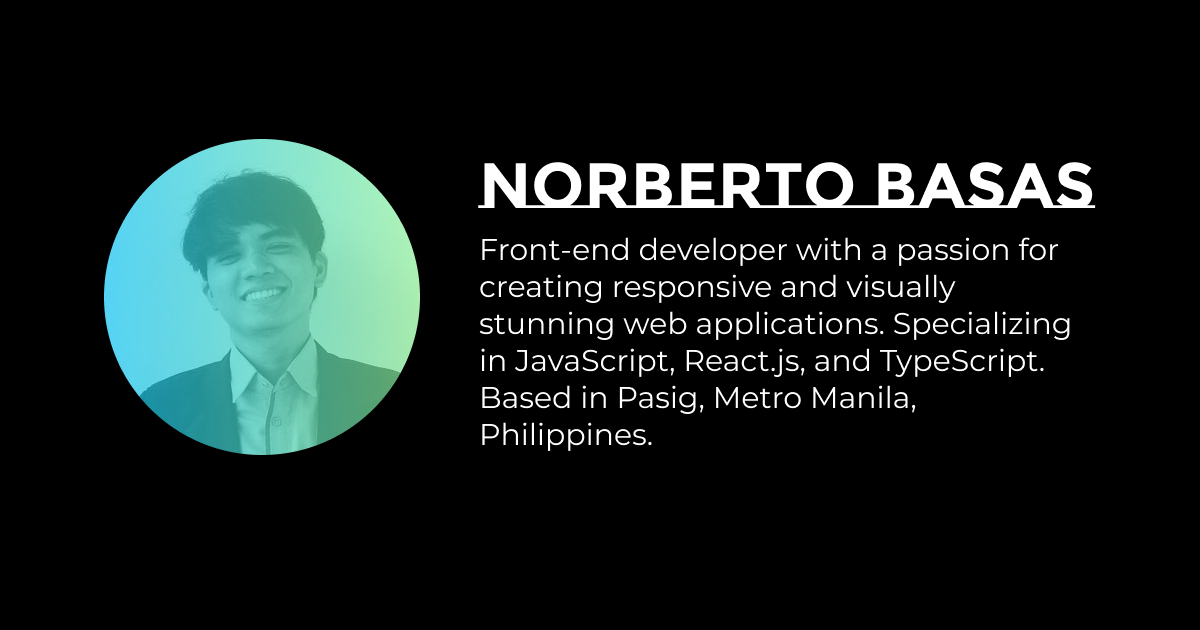 NORBERTO BASAS
Front-end developer with a passion for
creating responsive and visually
stunning web applications. Specializing
in JavaScript, React.js, and TypeScript.
Based in Pasig, Metro Manila,
Philippines.